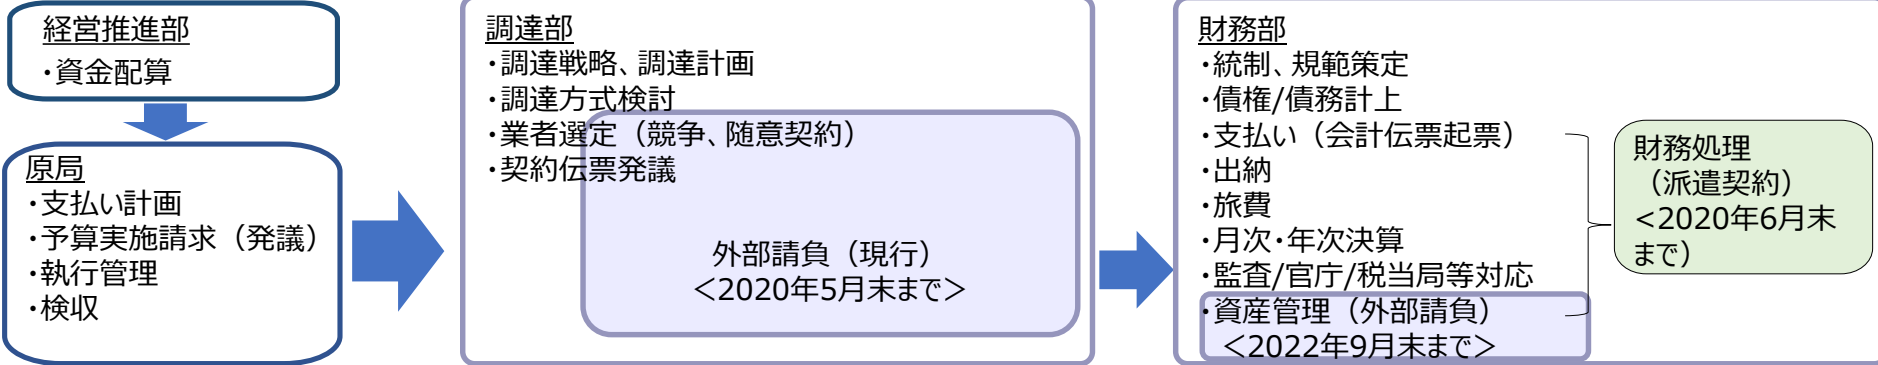 経営推進部
・資金配算
原局
・支払い計画
・予算実施請求（発議）
・執行管理
・検収
調達部
・調達戦略、調達計画
・調達方式検討
・業者選定（競争、随意契約）
・契約伝票発議
外部請負（現行）
＜2020年5月末まで＞
財務部
・統制、規範策定
・債権/債務計上
・支払い（会計伝票起票）
・出納
・旅費
・月次・年次決算
・監査/官庁/税当局等対応
・資産管理（外部請負）
＜2022年9月末まで＞
財務処理
（派遣契約）
<2020年6月末
まで）